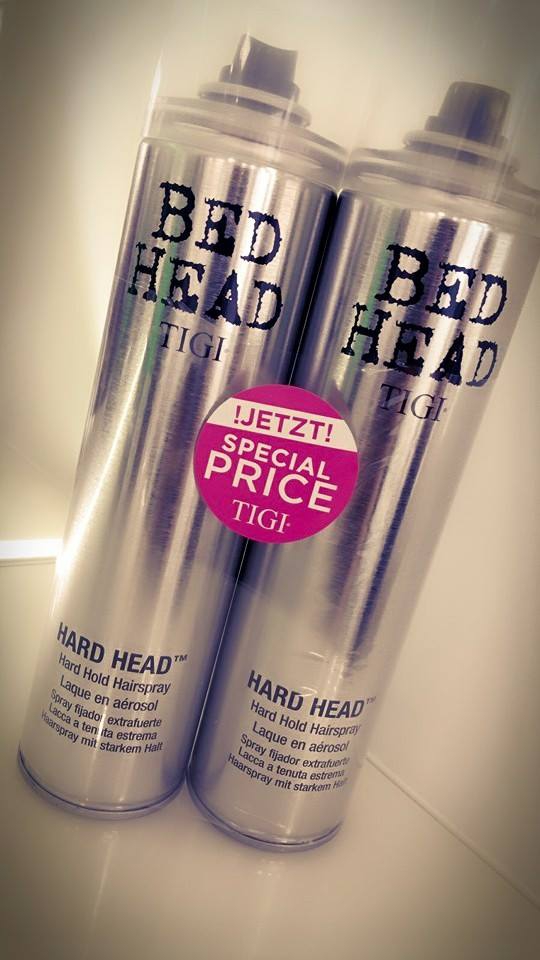 BED
HEAD
TIGI
BED
HEAD
TIGI
!JETZT!
SPECIAL
PRICE
TIGI
HARD HEAD™
Hard Hold Hairspray
Laque en aérosol
Spray fijador extrafuerte
Lacca a tenuta estrema
Haarspray mit starkem Halt
HARD HEAD™
Hard Hold Hairspray
Laque en aérosol
Spray fijador extrafuerte
Lacca a tenuta estrema
Haarspray mit starkem Halt